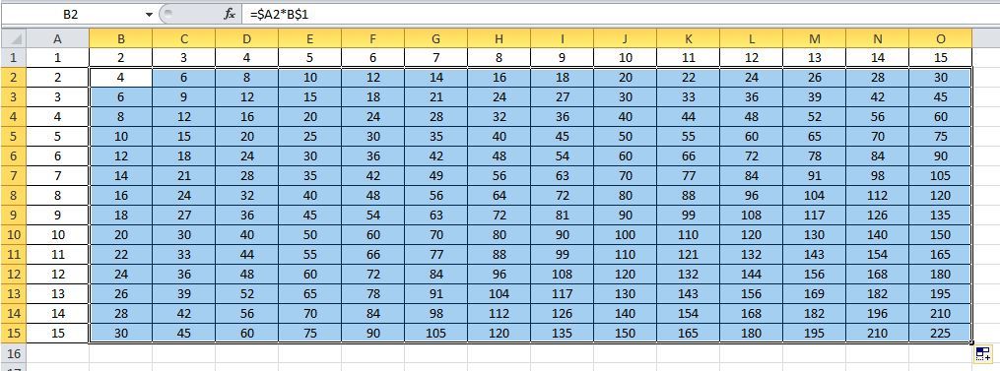 B2 fx =$A2*B$1
A B C D E F G H I J K L M N O
1 1 2 3 4 5 6 7 8 9 10 11 12 13 14 15
2 2 4 6 8 10 12 14 16 18 20 22 24 26 28 30
3 3 6 9 12 15 18 21 24 27 30 33 36 39 42 45
4 4 8 12 16 20 24 28 32 36 40 44 48 52 56 60
5 5 10 15 20 25 30 35 40 45 50 55 60 65 70 75
6 6 12 18 24 30 36 42 48 54 60 66 72 78 84 90
7 7 14 21 28 35 42 49 56 63 70 77 84 91 98 105
8 8 16 24 32 40 48 56 64 72 80 88 96 104 112 120
9 9 18 27 36 45 54 63 72 81 90 99 108 117 126 135
10 10 20 30 40 50 60 70 80 90 100 110 120 130 140 150
11 11 22 33 44 55 66 77 88 99 110 121 132 143 154 165
12 12 24 36 48 60 72 84 96 108 120 132 144 156 168 180
13 13 26 39 52 65 78 91 104 117 130 143 156 169 182 195
14 14 28 42 56 70 84 98 112 126 140 154 168 182 196 210
15 15 30 45 60 75 90 105 120 135 150 165 180 195 210 225
16